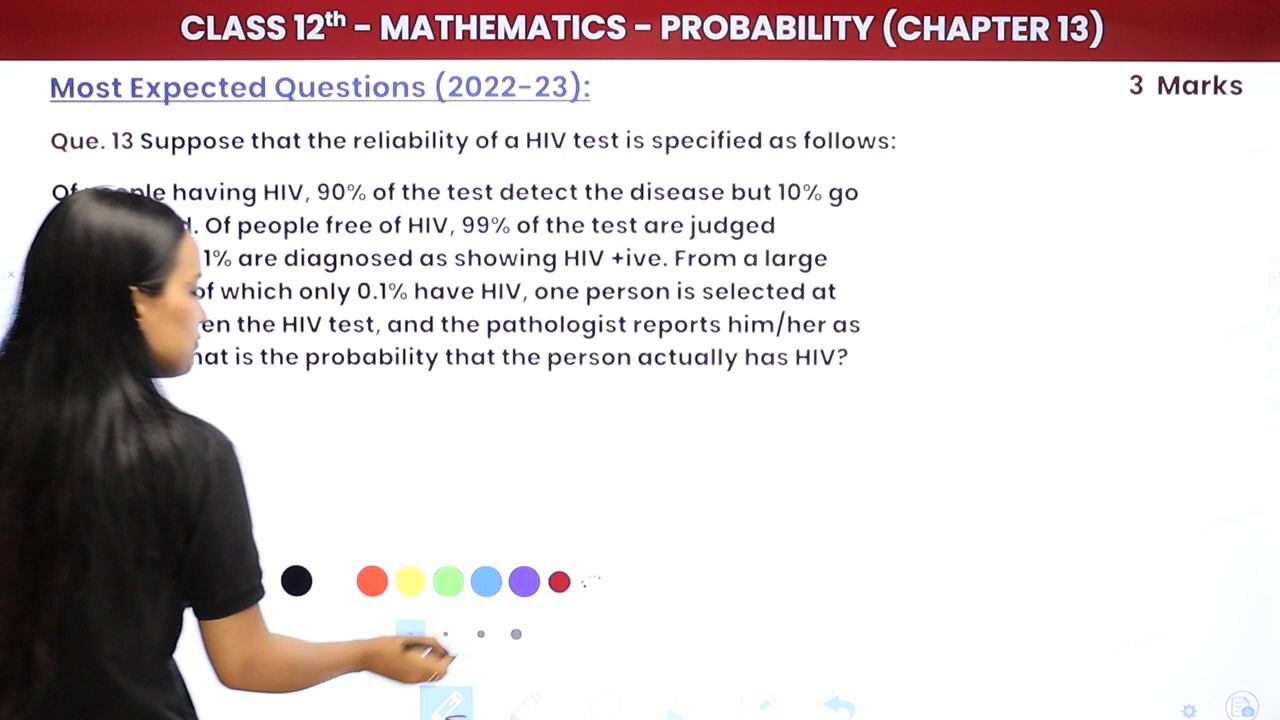 CLASS 12th - MATHEMATICS - PROBABILITY (CHAPTER 13)
Most Expected Questions (2022-23):
3 Marks
Que. 13 Suppose that the reliability of a HIV test is specified as follows:
having HIV, 90% of the test detect the disease but 10% go
Of people free of HIV, 99% of the test are judged
1% are diagnosed as showing HIV +ive. From a large
of which only 0.1% have HIV, one person is selected at
the HIV test, and the pathologist reports him/her as
is the probability that the person actually has HIV?